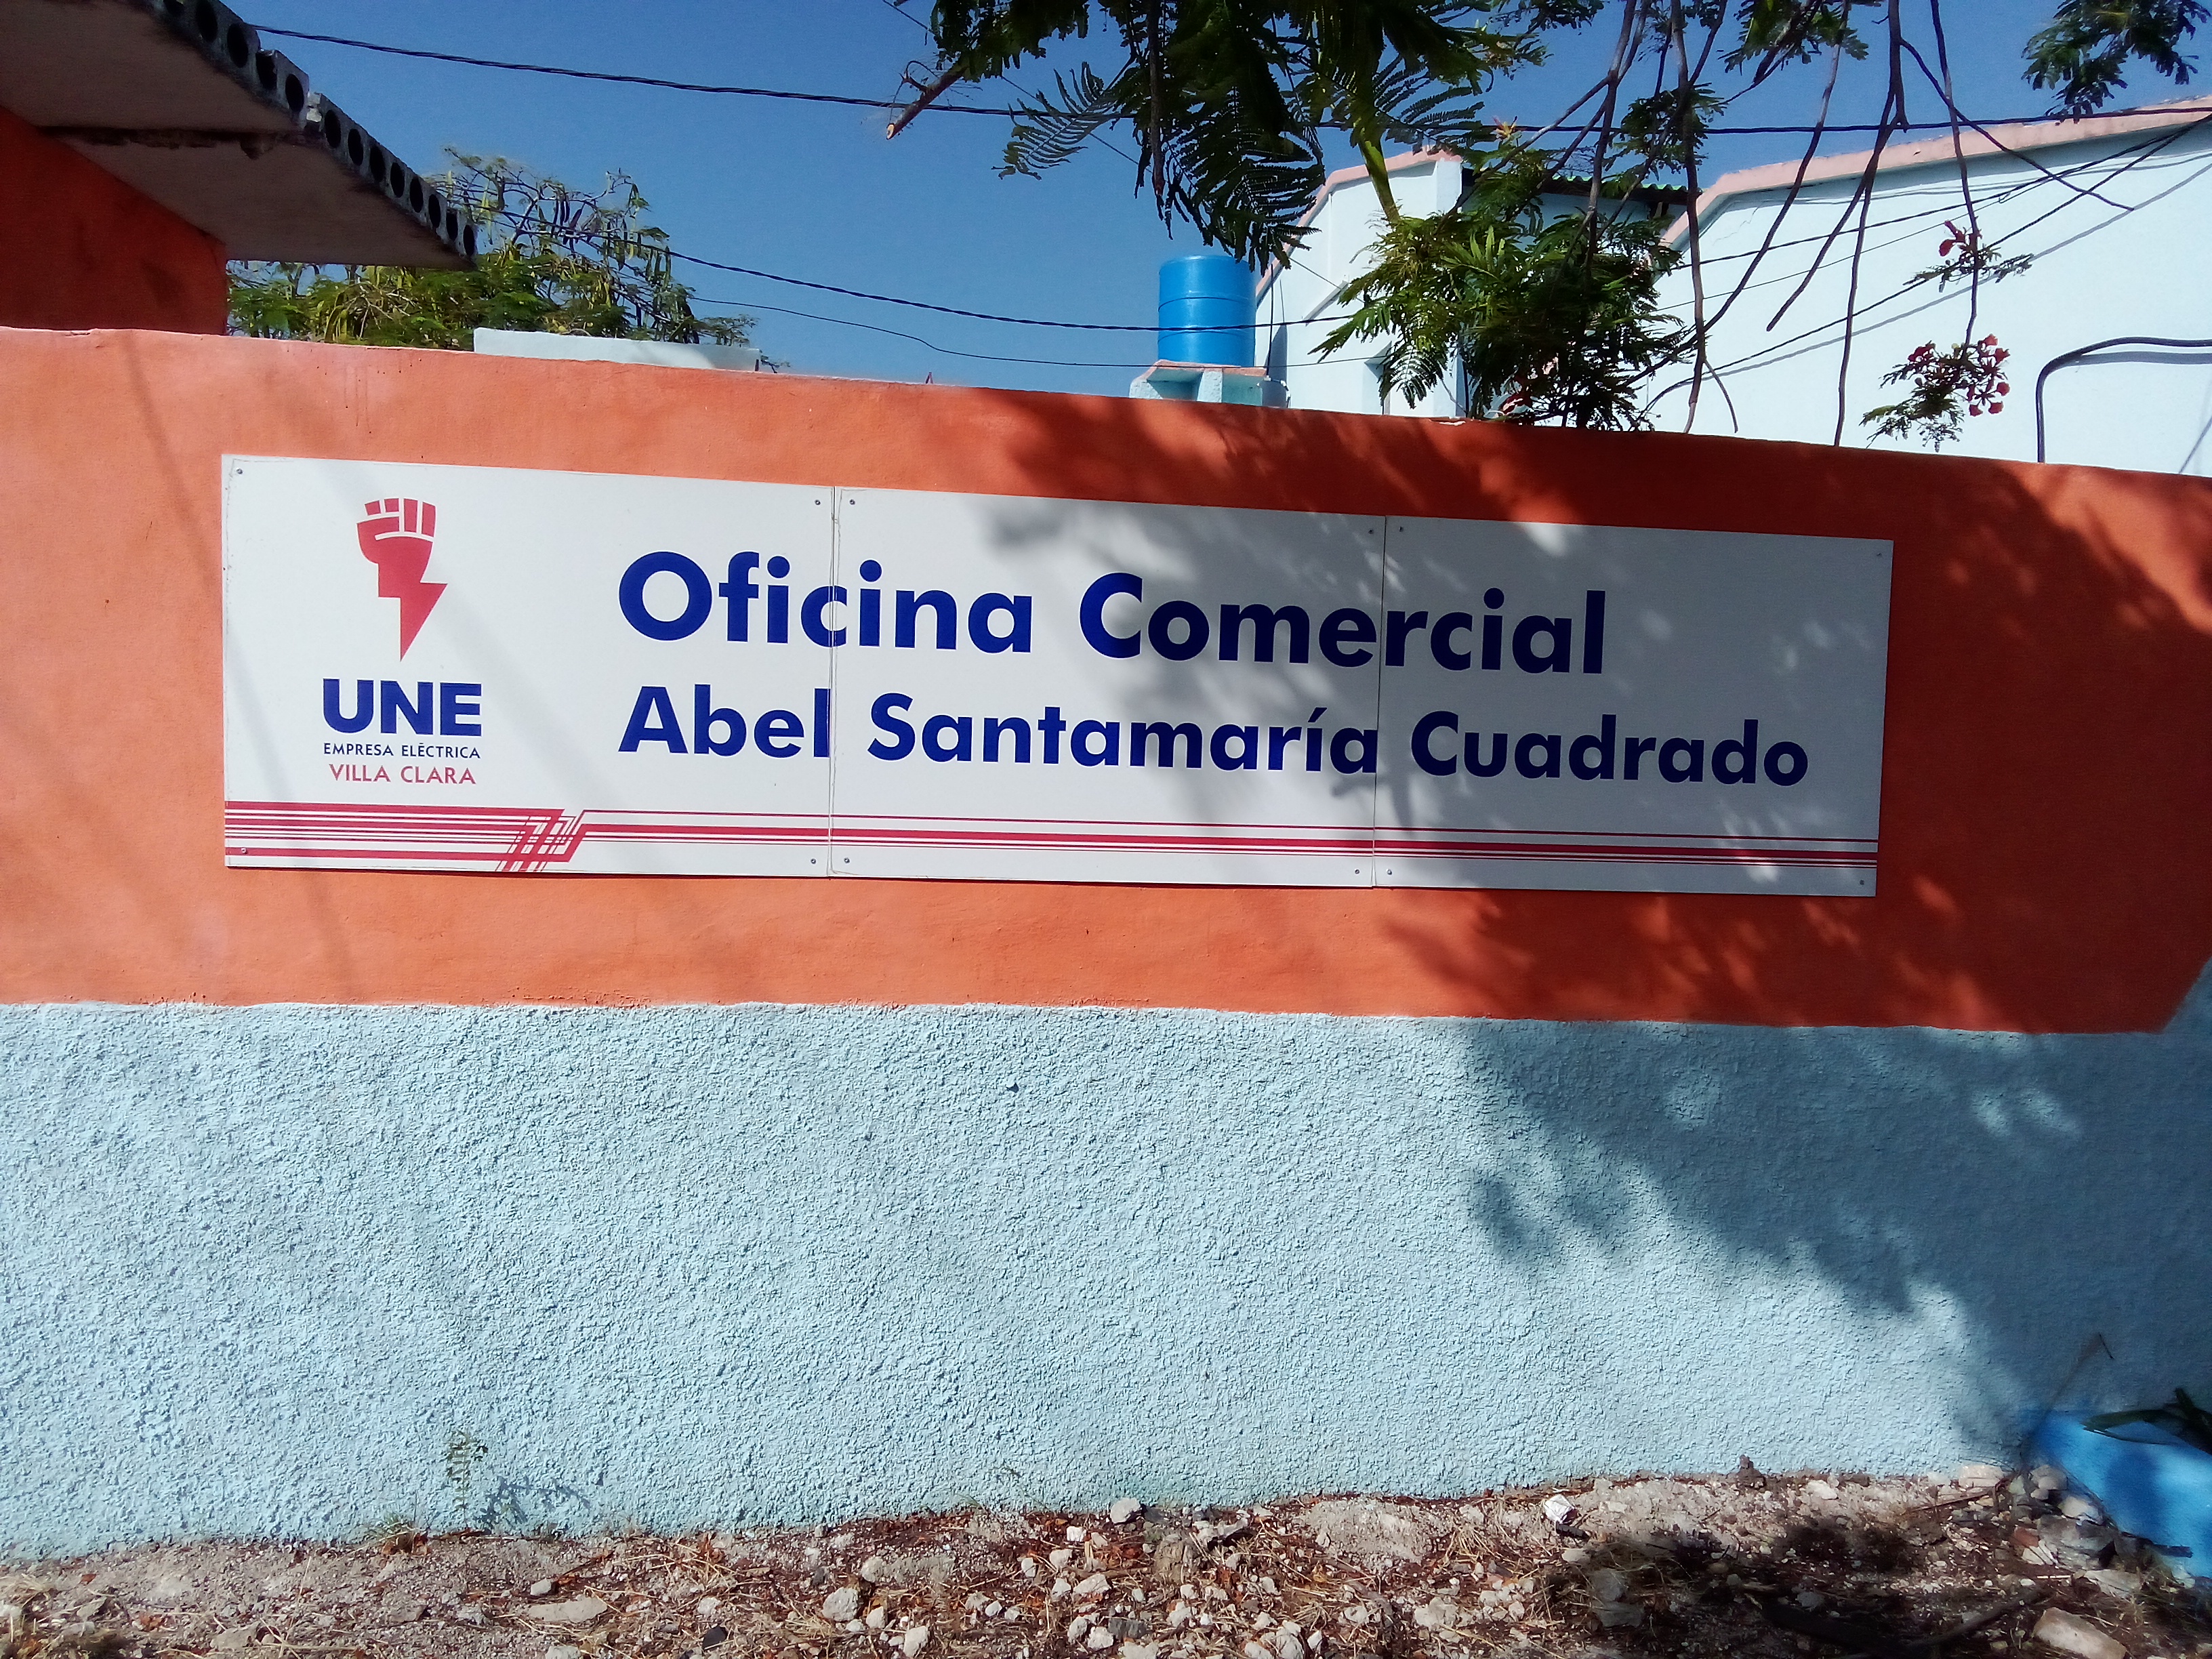 UNE
EMPRESA ELÉCTRICA
VILLA CLARA
Oficina Comercial
Abel Santamaría Cuadrado